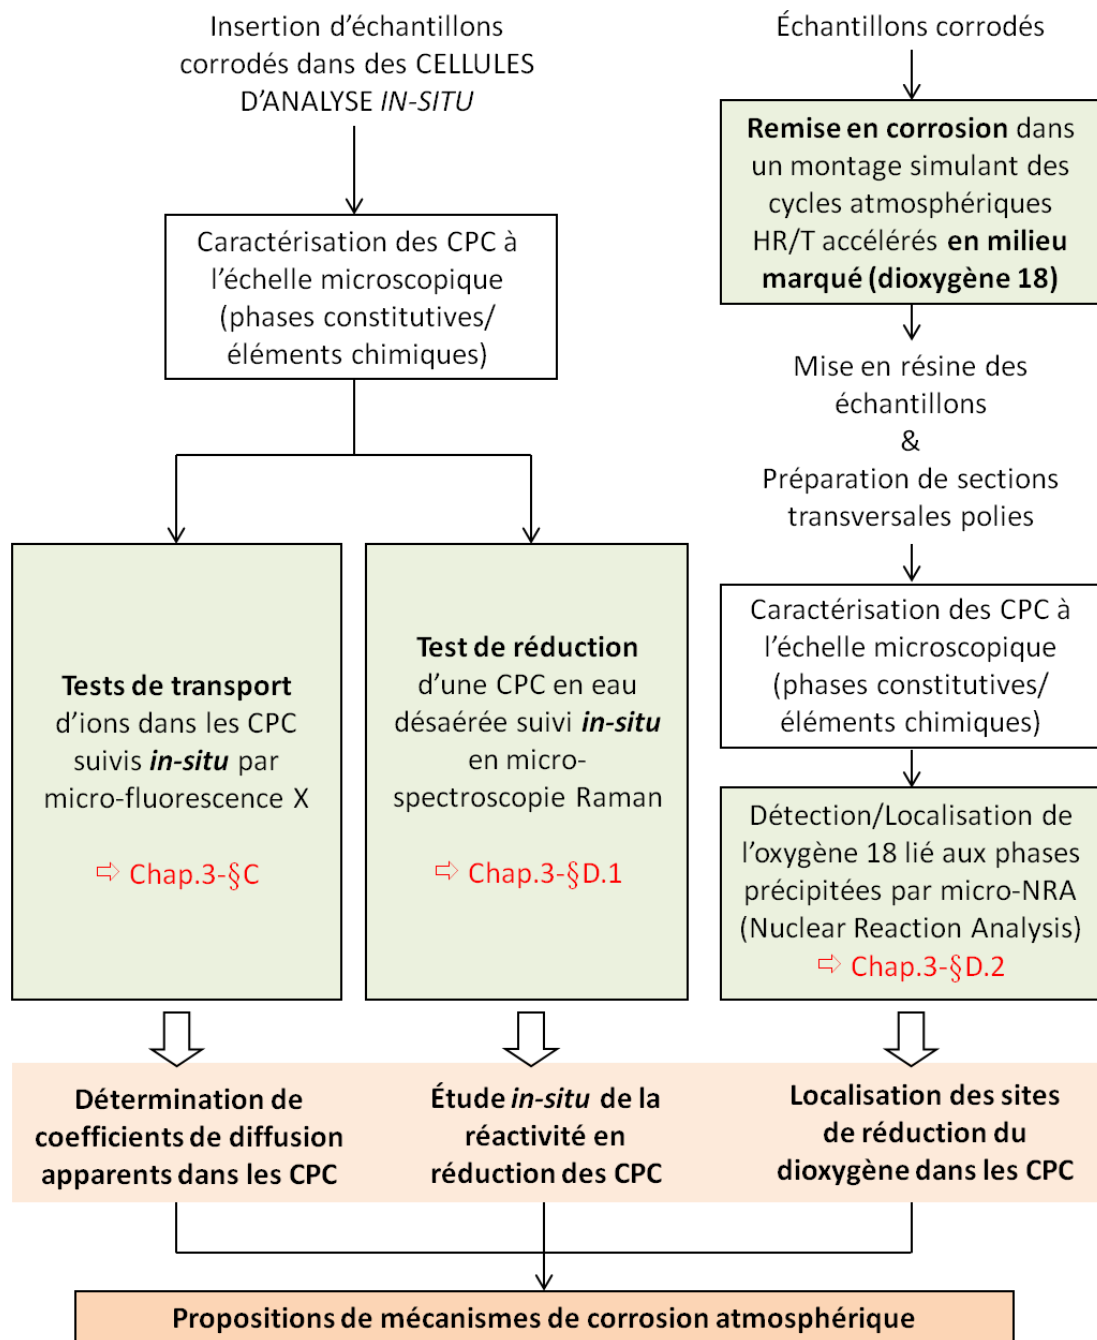 Insertion d'échantillons
corrodés dans des CELLULES
D'ANALYSE IN-SITU
Caractérisation des CPC à
l'échelle microscopique
(phases constitutives/
éléments chimiques)
Tests de transport
d'ions dans les CPC
suivis in-situ par
micro-fluorescence X
⇨ Chap.3-§C
Test de réduction
d'une CPC en eau
désaérée suivi in-situ
en micro-
spectroscopie Raman
⇨ Chap.3-§D.1
Échantillons corrodés
Remise en corrosion dans
un montage simulant des
cycles atmosphériques
HR/T accélérés en milieu
marqué (dioxygène 18)
Mise en résine des
échantillons
&
Préparation de sections
transversales polies
Caractérisation des CPC à
l'échelle microscopique
(phases constitutives/
éléments chimiques)
Détection/Localisation de
l'oxygène 18 lié aux phases
précipitées par micro-NRA
(Nuclear Reaction Analysis)
⇨ Chap.3-§D.2
Détermination de
coefficients de diffusion
apparents dans les CPC
Étude in-situ de la
réactivité en
réduction des CPC
Localisation des sites
de réduction du
dioxygène dans les CPC
Propositions de mécanismes de corrosion atmosphérique